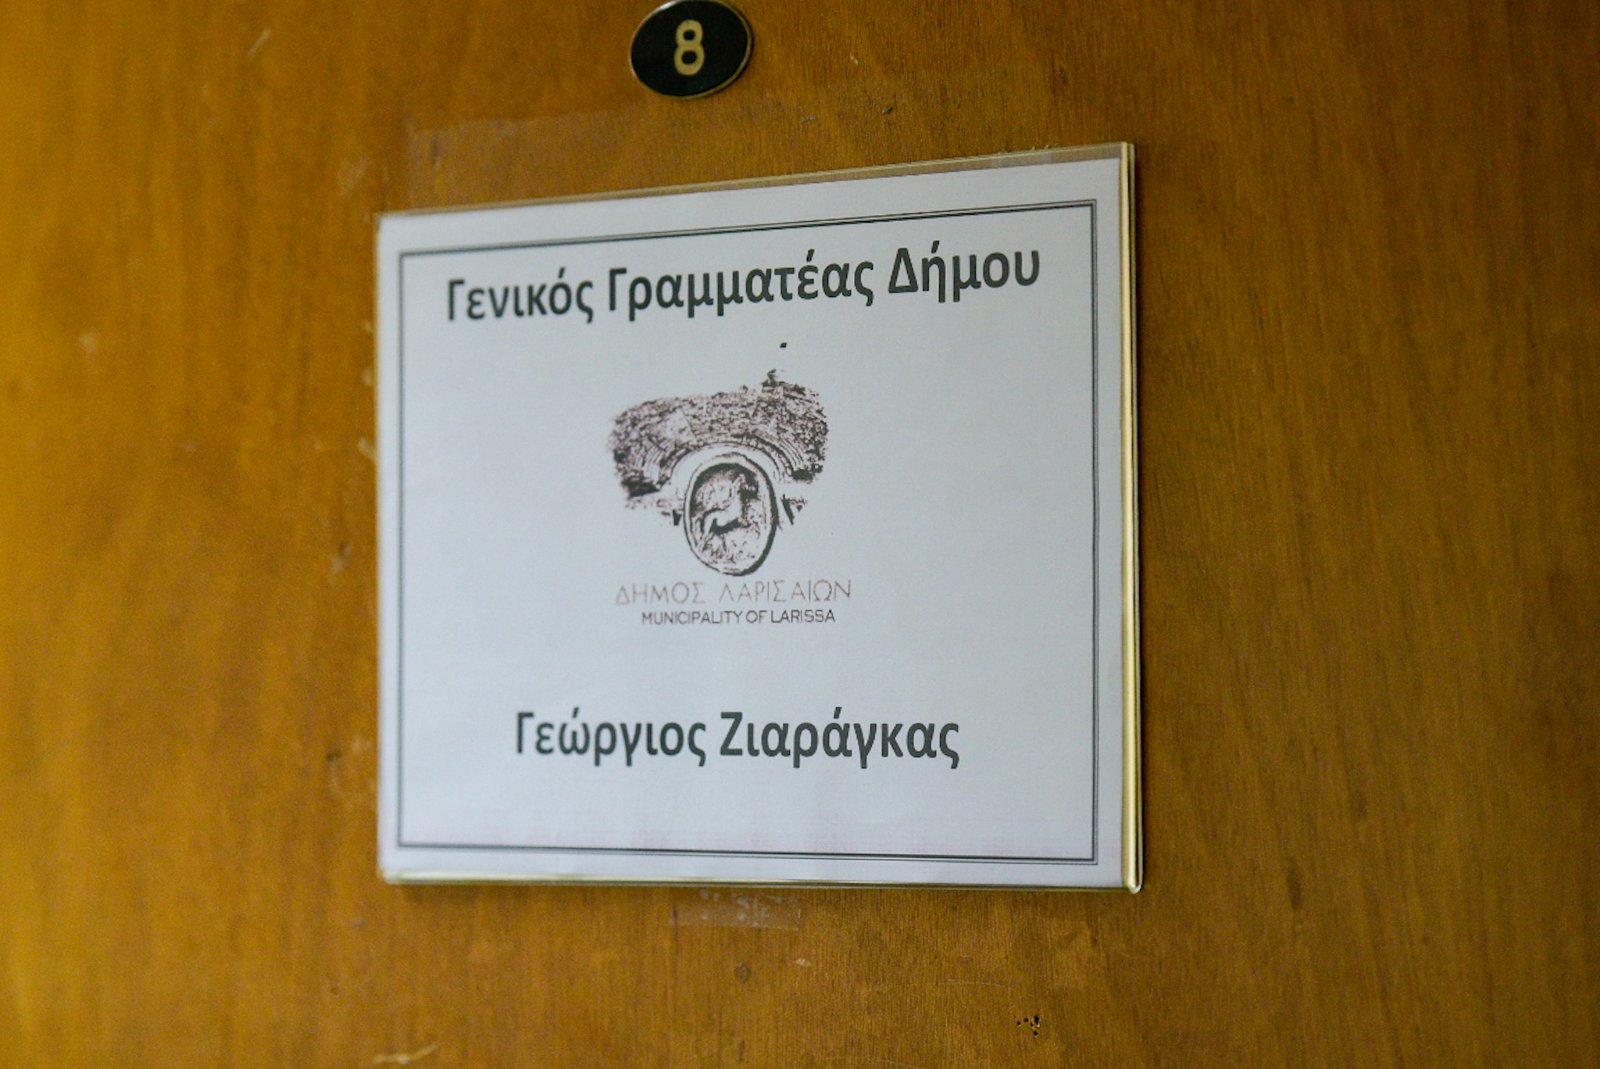 8
Γενικός Γραμματέας Δήμου
ΔΗΜΟΣ ΛΑΡΙΣΑΙΩΝ
MUNICIPALITY OF LARISSA
Γεώργιος Ζιαράγκας